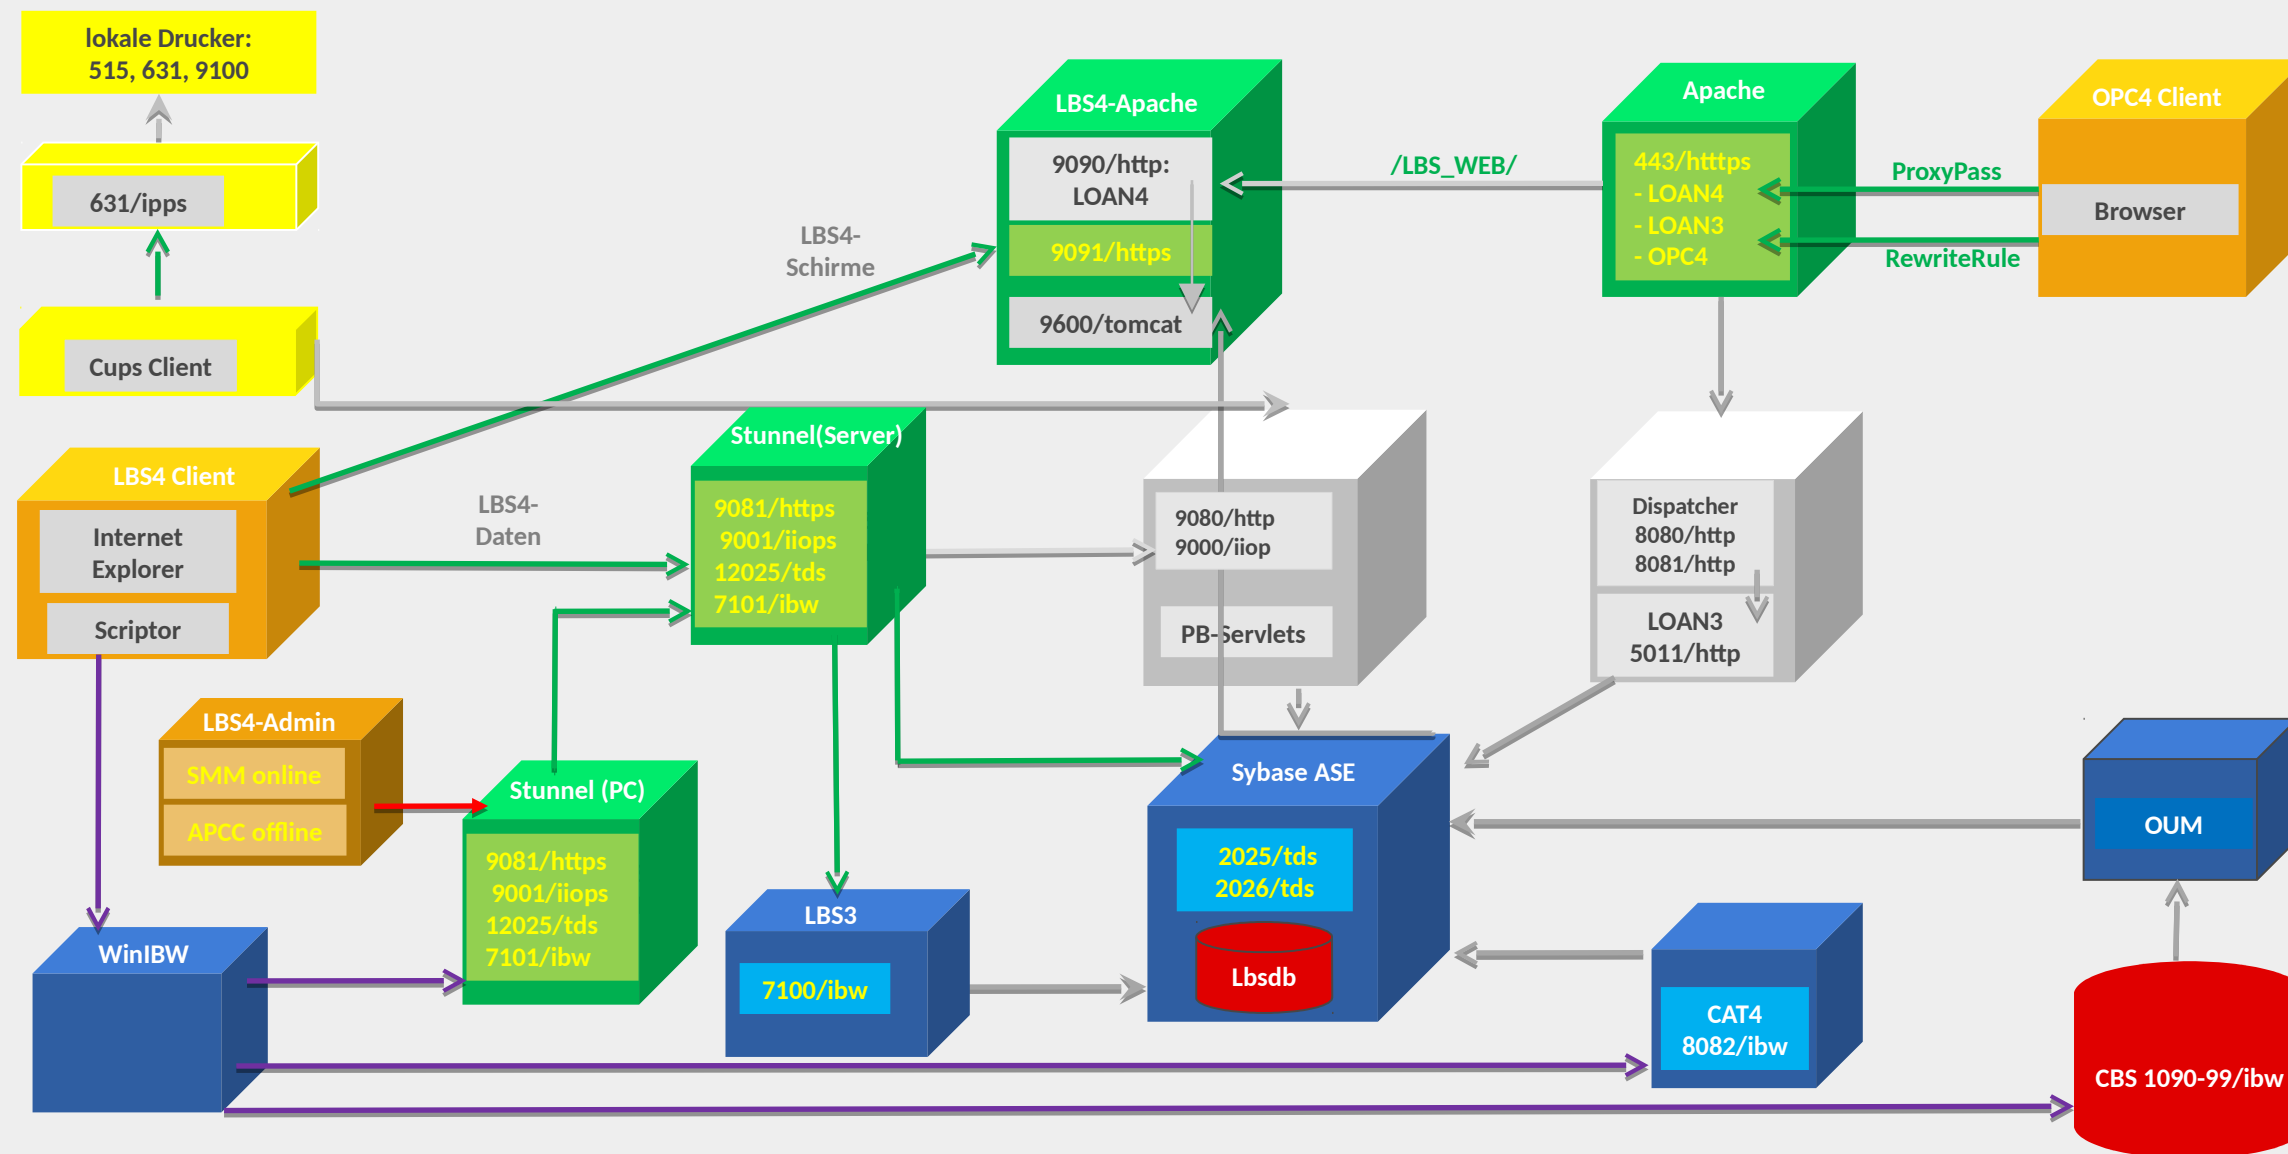 lokale Drucker:
515, 631, 9100
631/ipps
Cups Client
LBS4-Apache
9090/http:
LOAN4
9091/https
9600/tomcat
/LBS_WEB/
Apache
443/htttps
- LOAN4
- LOAN3
- OPC4
ProxyPass
RewriteRule
OPC4 Client
Browser
LBS4-
Schirme
LBS4 Client
Internet
Explorer
Scriptor
LBS4-
Daten
Stunnel(Server)
9081/https
9001/iiops
12025/tds
7101/ibw
9080/http
9000/iiop
PB-Servlets
Dispatcher
8080/http
8081/http
LOAN3
5011/http
LBS4-Admin
SMM online
APCC offline
Stunnel (PC)
9081/https
9001/iiops
12025/tds
7101/ibw
WinIBW
LBS3
7100/ibw
Sybase ASE
2025/tds
2026/tds
Lbsdb
OUM
CAT4
8082/ibw
CBS 1090-99/ibw